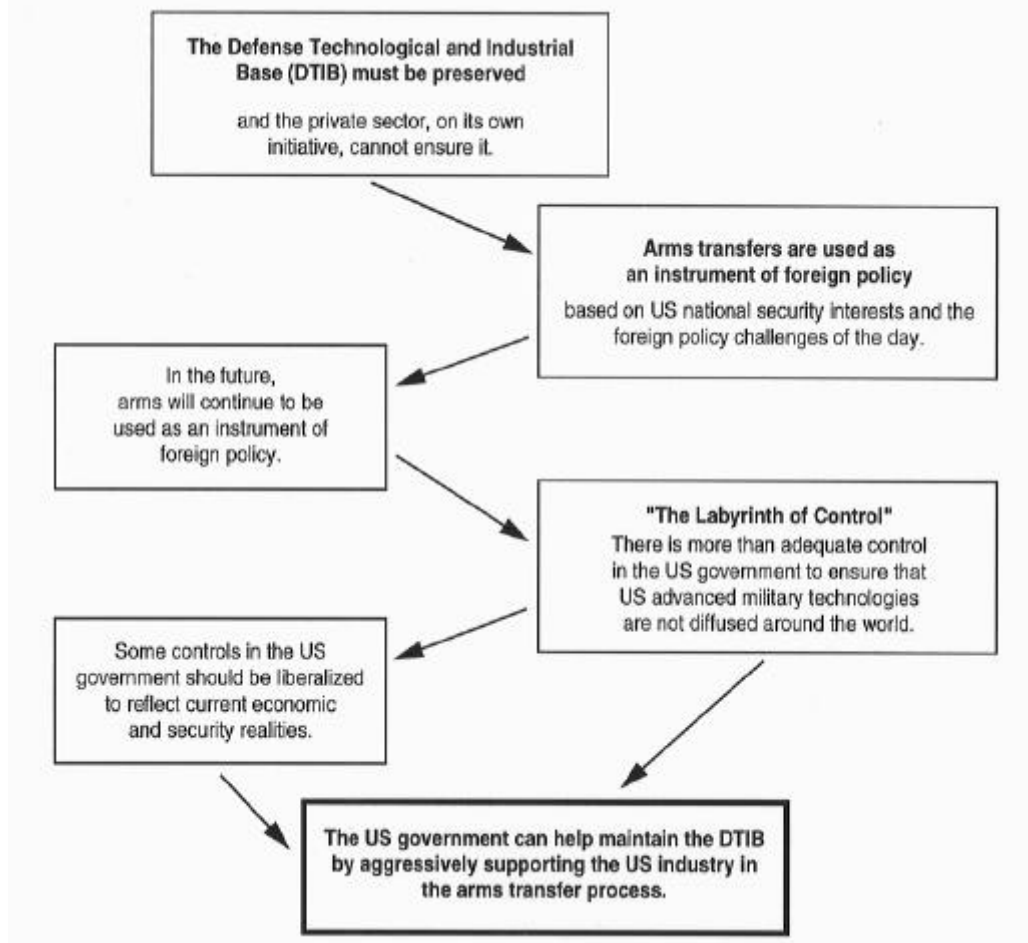 The Defense Technological and Industrial
Base (DTIB) must be preserved
and the private sector, on its own
initiative, cannot ensure it.
Arms transfers are used as
an instrument of foreign policy
based on US national security interests and the
foreign policy challenges of the day.
In the future,
arms will continue to be
used as an instrument of
foreign policy.
"The Labyrinth of Control"
There is more than adequate control
in the US government to ensure that
US advanced military technologies
are not diffused around the world.
Some controls in the US
government should be liberalized
to reflect current economic
and security realities.
The US government can help maintain the DTIB
by aggressively supporting the US industry in
the arms transfer process.